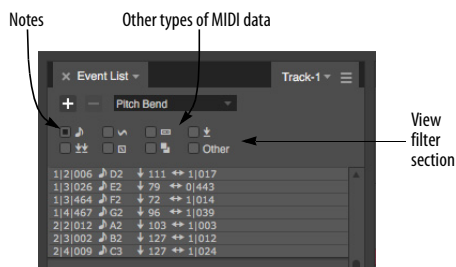 Notes
Other types of MIDI data
× Event List
Track-1
+ − Pitch Bend
View
filter
section
Other
1|2|006 D2 111 1|017
1|3|026 E2 79 0|443
1|3|464 F2 72 1|014
1|4|467 G2 96 1|039
2|2|012 A2 103 1|003
2|3|002 B2 127 1|012
2|4|009 C3 127 1|024